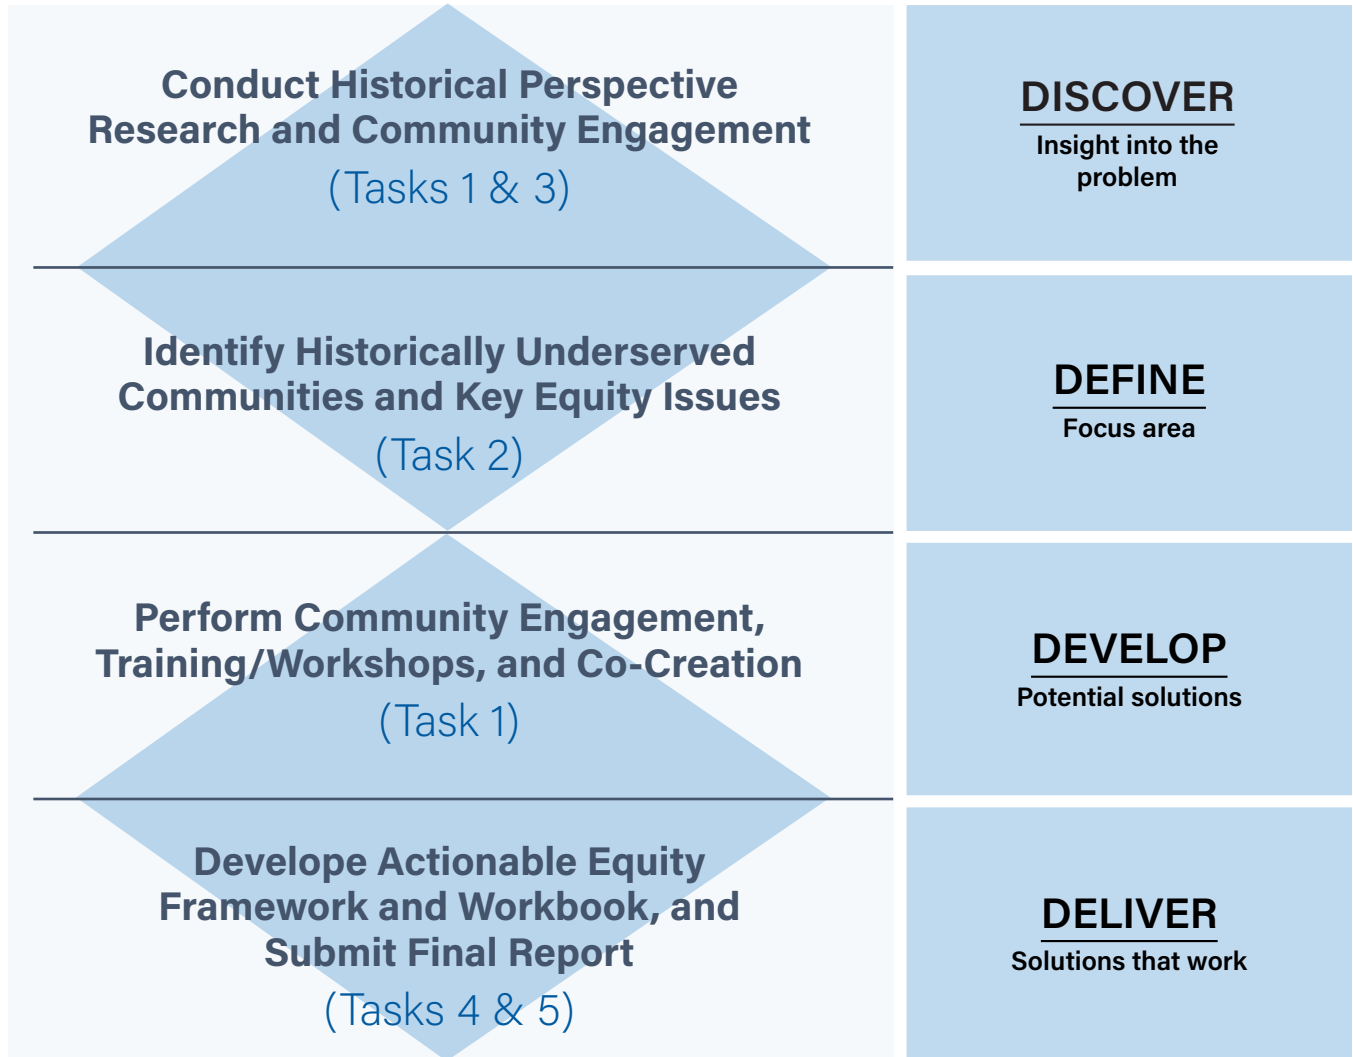 Conduct Historical Perspective
Research and Community Engagement
(Tasks 1 & 3)
DISCOVER
Insight into the
problem
Identify Historically Underserved
Communities and Key Equity Issues
(Task 2)
DEFINE
Focus area
Perform Community Engagement,
Training/Workshops, and Co-Creation
(Task 1)
DEVELOP
Potential solutions
Develope Actionable Equity
Framework and Workbook, and
Submit Final Report
(Tasks 4 & 5)
DELIVER
Solutions that work